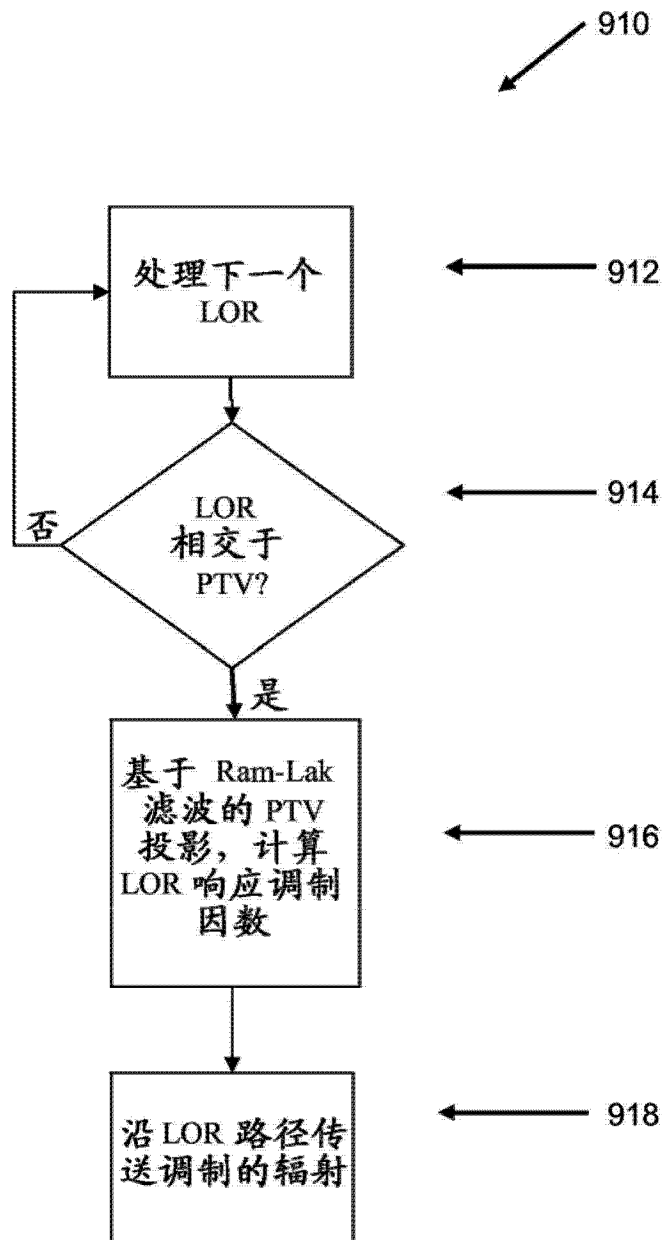 910
处理下一个
LOR
912
LOR
相交于
PTV?
914
否
是
基于 Ram-Lak
滤波的 PTV
投影，计算
LOR 响应调制
因数
916
沿 LOR 路径传
送调制的辐射
918